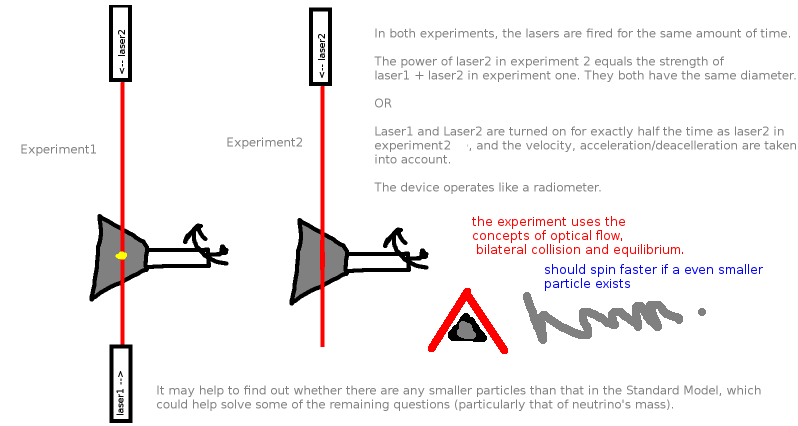 <-- laser2
<-- laser2
In both experiments, the lasers are fired for the same amount of time.
The power of laser2 in experiment 2 equals the strength of
laser1 + laser2 in experiment one. They both have the same diameter.
OR
Experiment1
Experiment2
Laser1 and Laser2 are turned on for exactly half the time as laser2 in
experiment2 , and the velocity, acceleration/deacelleration are taken
into account.
The device operates like a radiometer.
the experiment uses the
concepts of optical flow,
bilateral collision and equilibrium.
should spin faster if a even smaller
particle exists
laser1 -->
It may help to find out whether there are any smaller particles than that in the Standard Model, which
could help solve some of the remaining questions (particularly that of neutrino's mass).